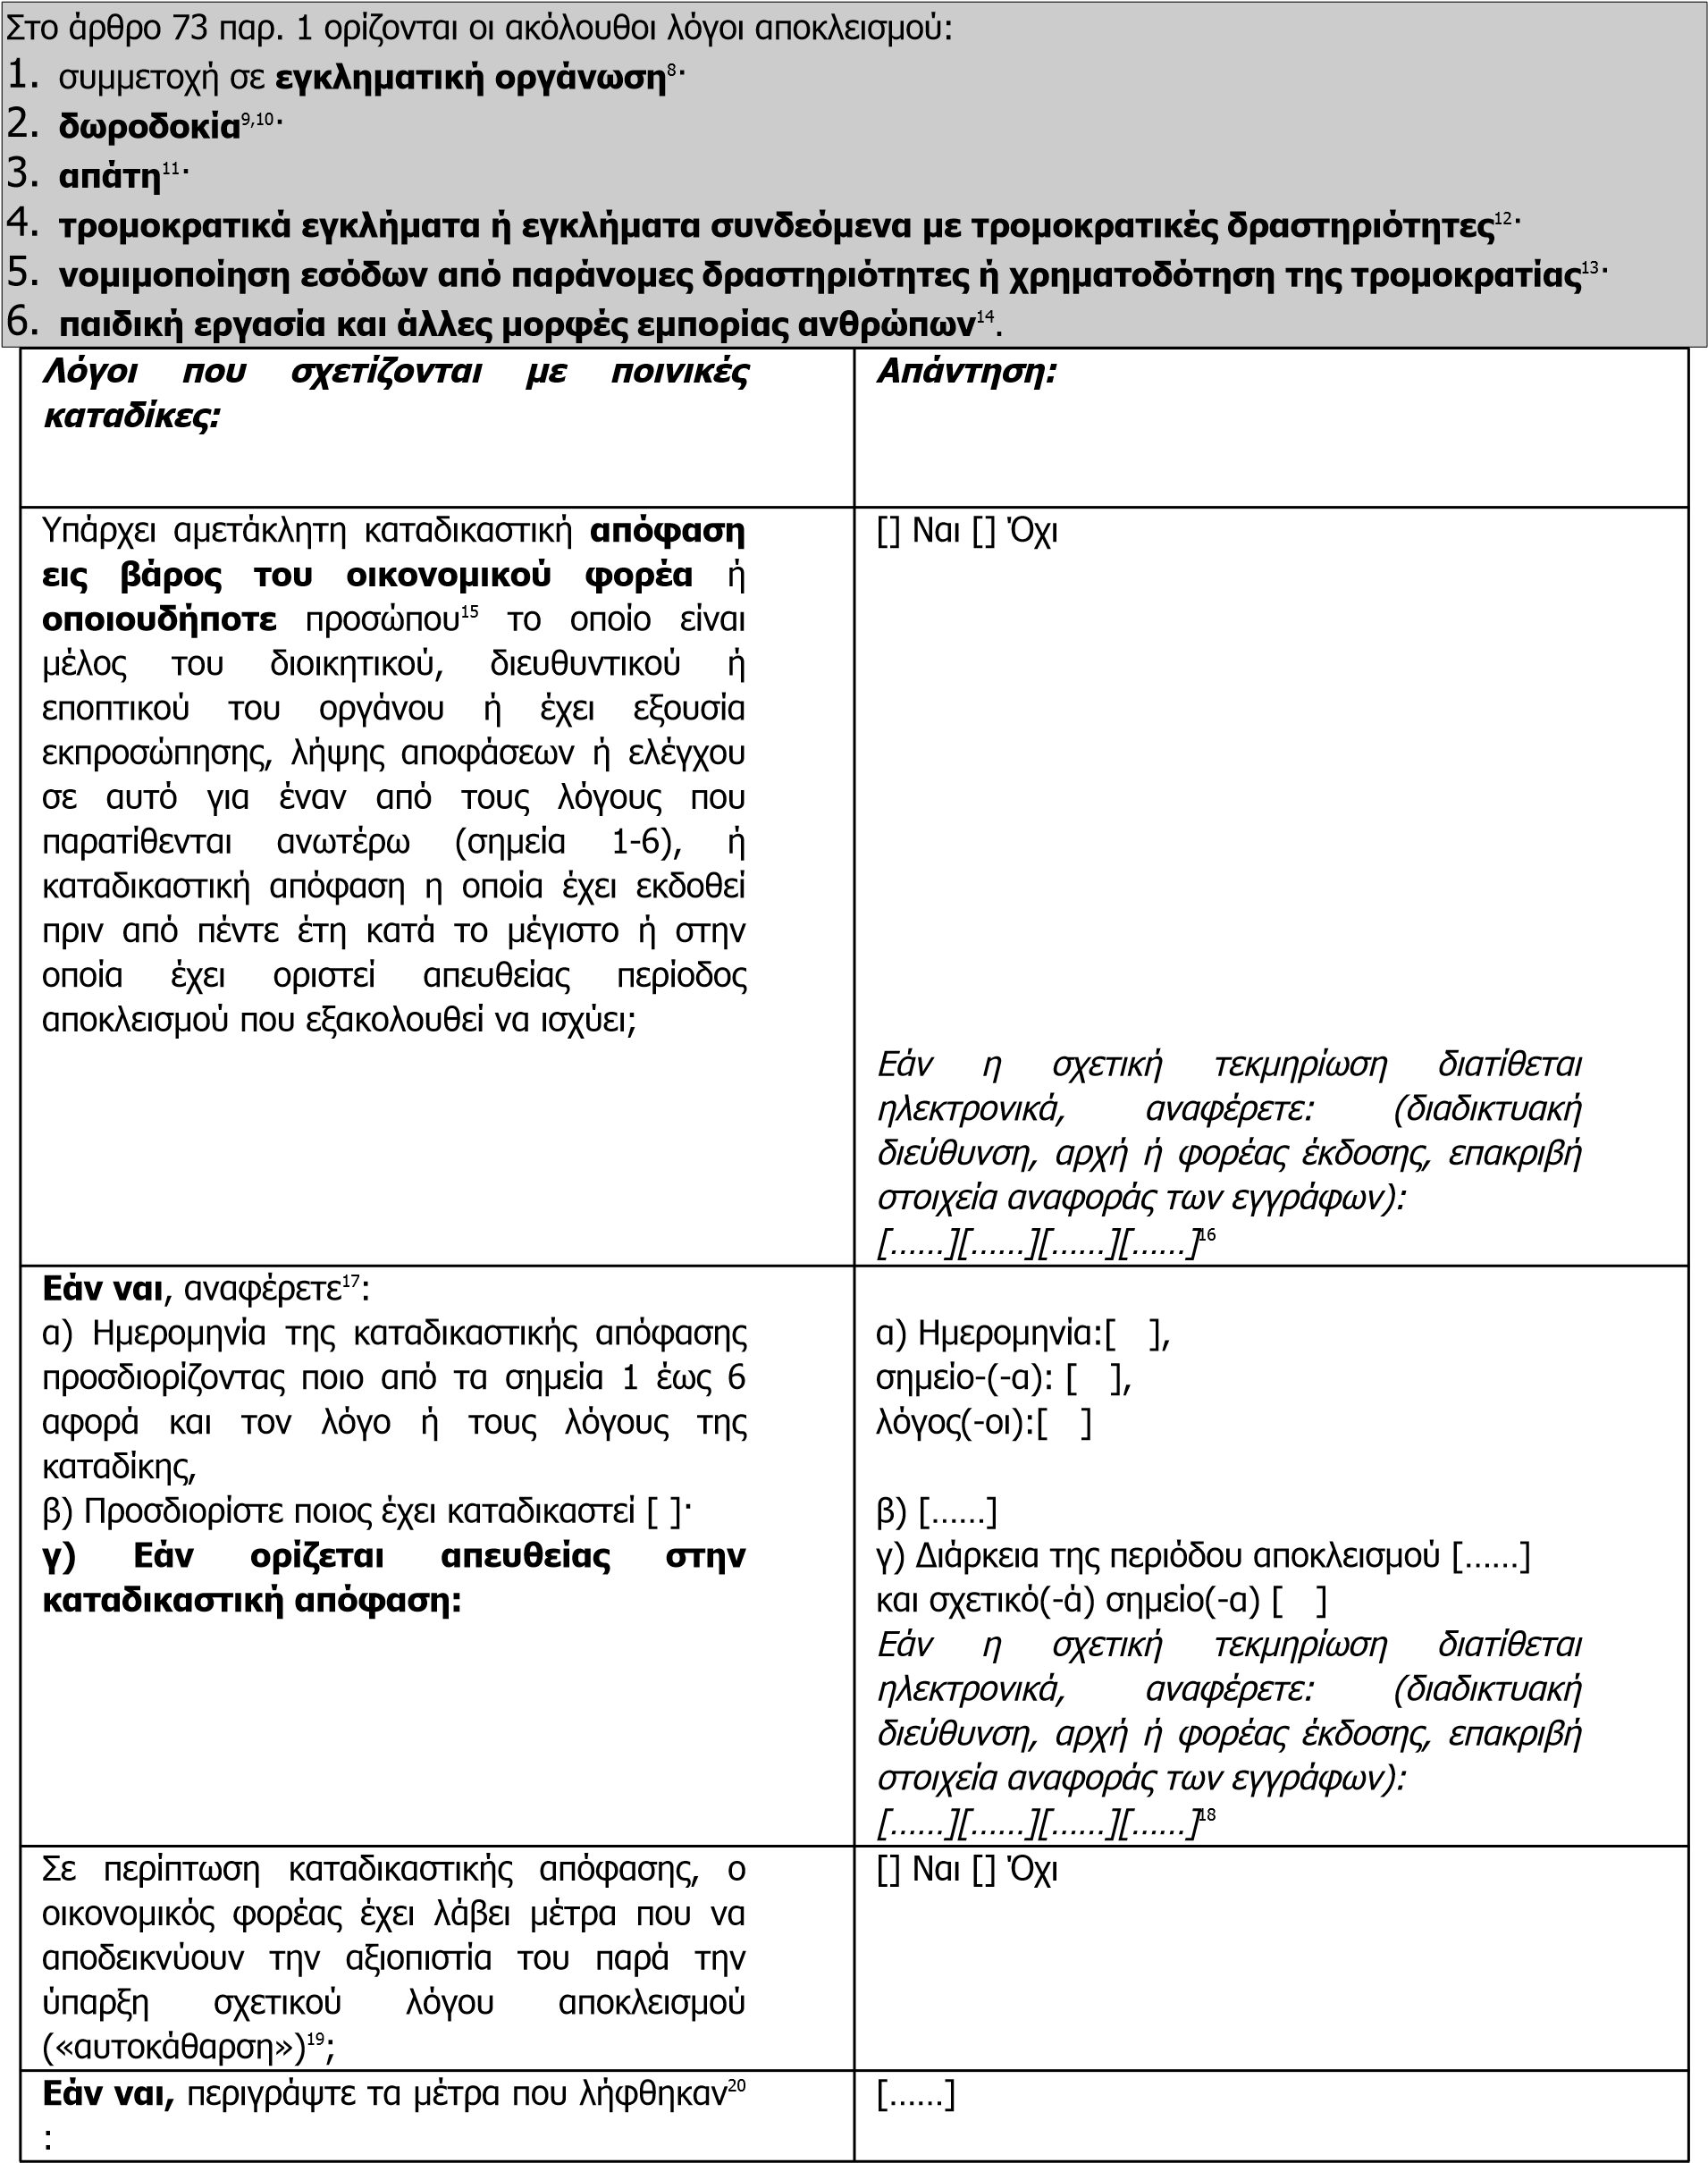 Στο άρθρο 73 παρ. 1 ορίζονται οι ακόλουθοι λόγοι αποκλεισμού:
1. συμμετοχή σε εγκληματική οργάνωση8·
2. δωροδοκία9,10·
3. απάτη11·
4. τρομοκρατικά εγκλήματα ή εγκλήματα συνδεόμενα με τρομοκρατικές δραστηριότητες12·
5. νομιμοποίηση εσόδων από παράνομες δραστηριότητες ή χρηματοδότηση της τρομοκρατίας13·
6. παιδική εργασία και άλλες μορφές εμπορίας ανθρώπων14.
Λόγοι που σχετίζονται με ποινικές
καταδίκες:
Απάντηση:
Υπάρχει αμετάκλητη καταδικαστική απόφαση
εις βάρος του οικονομικού φορέα ή
οποιουδήποτε προσώπου15 το οποίο είναι
μέλος του διοικητικού, διευθυντικού ή
εποπτικού του οργάνου ή έχει εξουσία
εκπροσώπησης, λήψης αποφάσεων ή ελέγχου
σε αυτό για έναν από τους λόγους που
παρατίθενται ανωτέρω (σημεία 1-6), ή
καταδικαστική απόφαση η οποία έχει εκδοθεί
πριν από πέντε έτη κατά το μέγιστο ή στην
οποία έχει οριστεί απευθείας περίοδος
αποκλεισμού που εξακολουθεί να ισχύει;
[] Ναι [] Όχι
Εάν η σχετική τεκμηρίωση διατίθεται
ηλεκτρονικά, αναφέρετε: (διαδικτυακή
διεύθυνση, αρχή ή φορέας έκδοσης, επακριβή
στοιχεία αναφοράς των εγγράφων):
[......][......][......][......]16
Εάν ναι, αναφέρετε17:
α) Ημερομηνία της καταδικαστικής απόφασης
προσδιορίζοντας ποιο από τα σημεία 1 έως 6
αφορά και τον λόγο ή τους λόγους της
καταδίκης,
β) Προσδιορίστε ποιος έχει καταδικαστεί [ ]·
γ) Εάν ορίζεται απευθείας στην
καταδικαστική απόφαση:
α) Ημερομηνία:[ ],
σημείο-(-α): [ ],
λόγος(-οι):[ ]
β) [......]
γ) Διάρκεια της περιόδου αποκλεισμού [......]
και σχετικό(-ά) σημείο(-α) [ ]
Εάν η σχετική τεκμηρίωση διατίθεται
ηλεκτρονικά, αναφέρετε: (διαδικτυακή
διεύθυνση, αρχή ή φορέας έκδοσης, επακριβή
στοιχεία αναφοράς των εγγράφων):
[......][......][......][......]18
Σε περίπτωση καταδικαστικής απόφασης, ο
οικονομικός φορέας έχει λάβει μέτρα που να
αποδεικνύουν την αξιοπιστία του παρά την
ύπαρξη σχετικού λόγου αποκλεισμού
(«αυτοκάθαρση»)19;
[] Ναι [] Όχι
Εάν ναι, περιγράψτε τα μέτρα που λήφθηκαν20
:
[......]